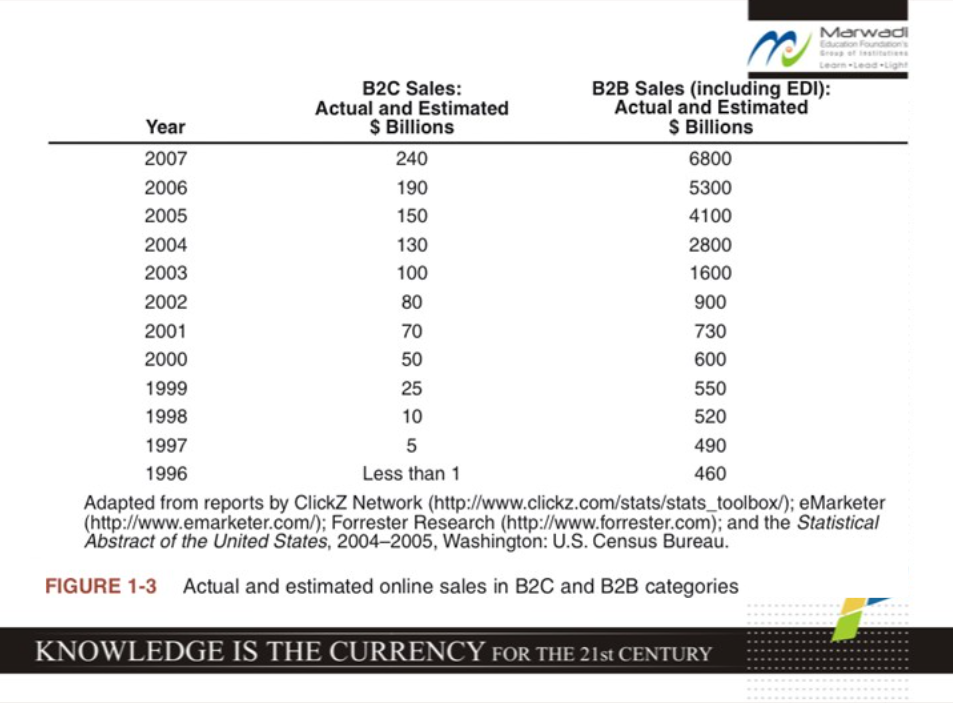 Marwadi
Education Foundation's
Group of Institutions
Learn •Lead •Light
B2C Sales: B2B Sales (including EDI):
Actual and Estimated Actual and Estimated
Year $ Billions $ Billions
2007 240 6800
2006 190 5300
2005 150 4100
2004 130 2800
2003 100 1600
2002 80 900
2001 70 730
2000 50 600
1999 25 550
1998 10 520
1997 5 490
1996 Less than 1 460
Adapted from reports by ClickZ Network (http://www.clickz.com/stats/stats_toolbox/); eMarketer
(http://www.emarketer.com/); Forrester Research (http://www.forrester.com); and the Statistical
Abstract of the United States, 2004–2005, Washington: U.S. Census Bureau.
FIGURE 1-3 Actual and estimated online sales in B2C and B2B categories
KNOWLEDGE IS THE CURRENCY FOR THE 21st CENTURY